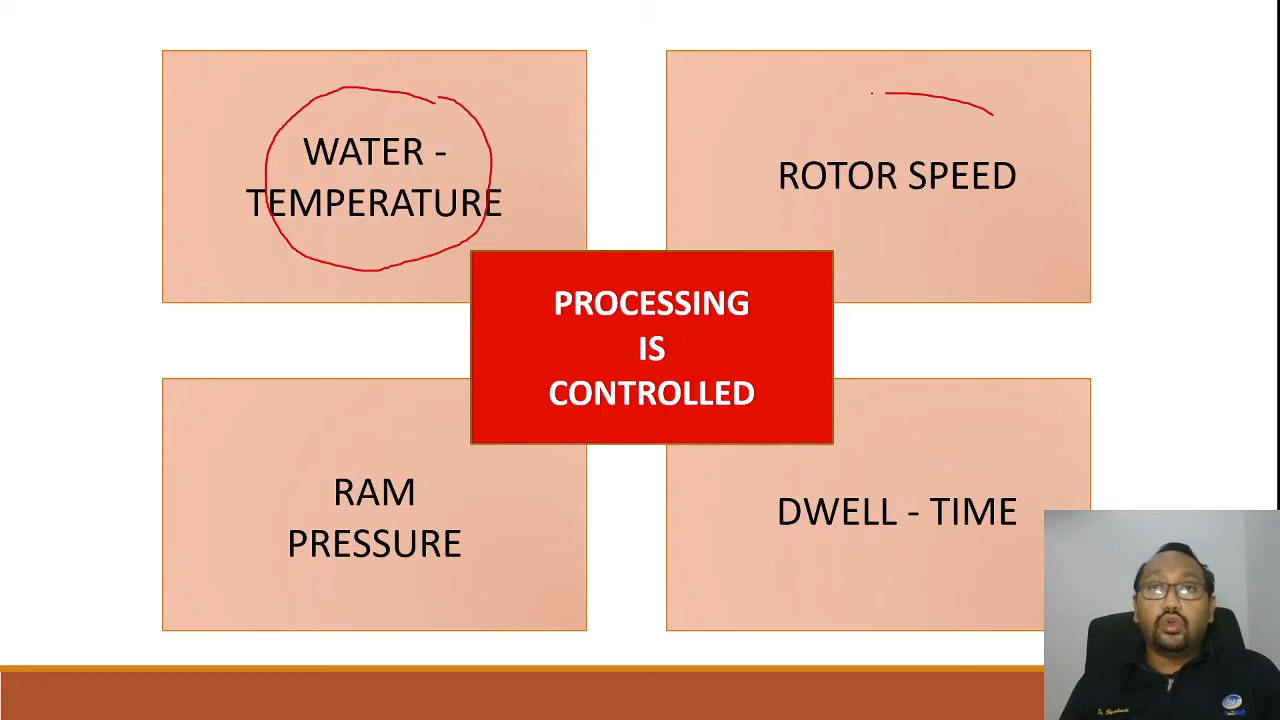 WATER -
TEMPERATURE
ROTOR SPEED
PROCESSING
IS
CONTROLLED
RAM
PRESSURE
DWELL - TIME